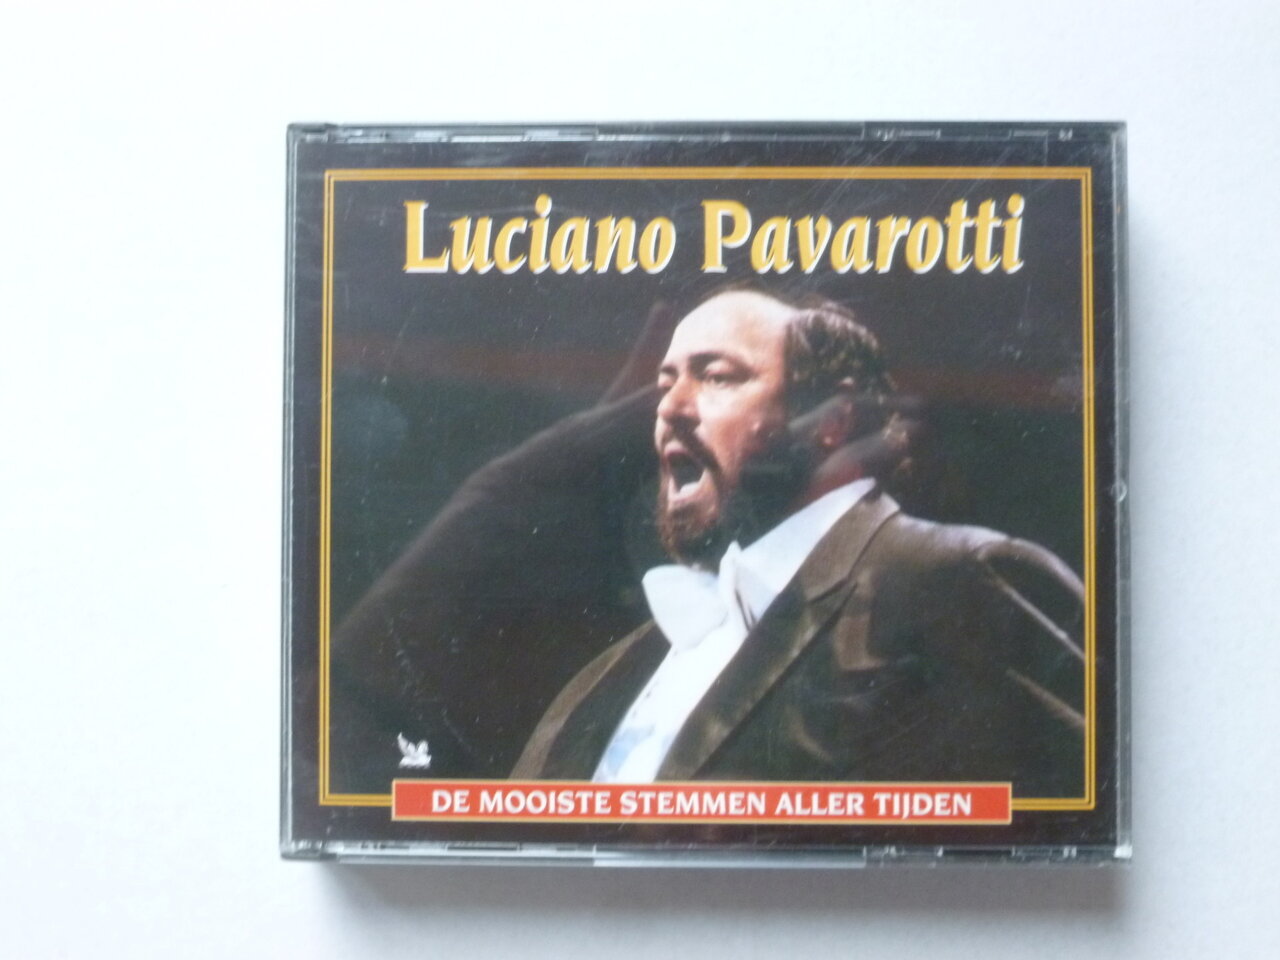 Luciano Pavarotti
DE MOOISTE STEMMEN ALLER TIJDEN